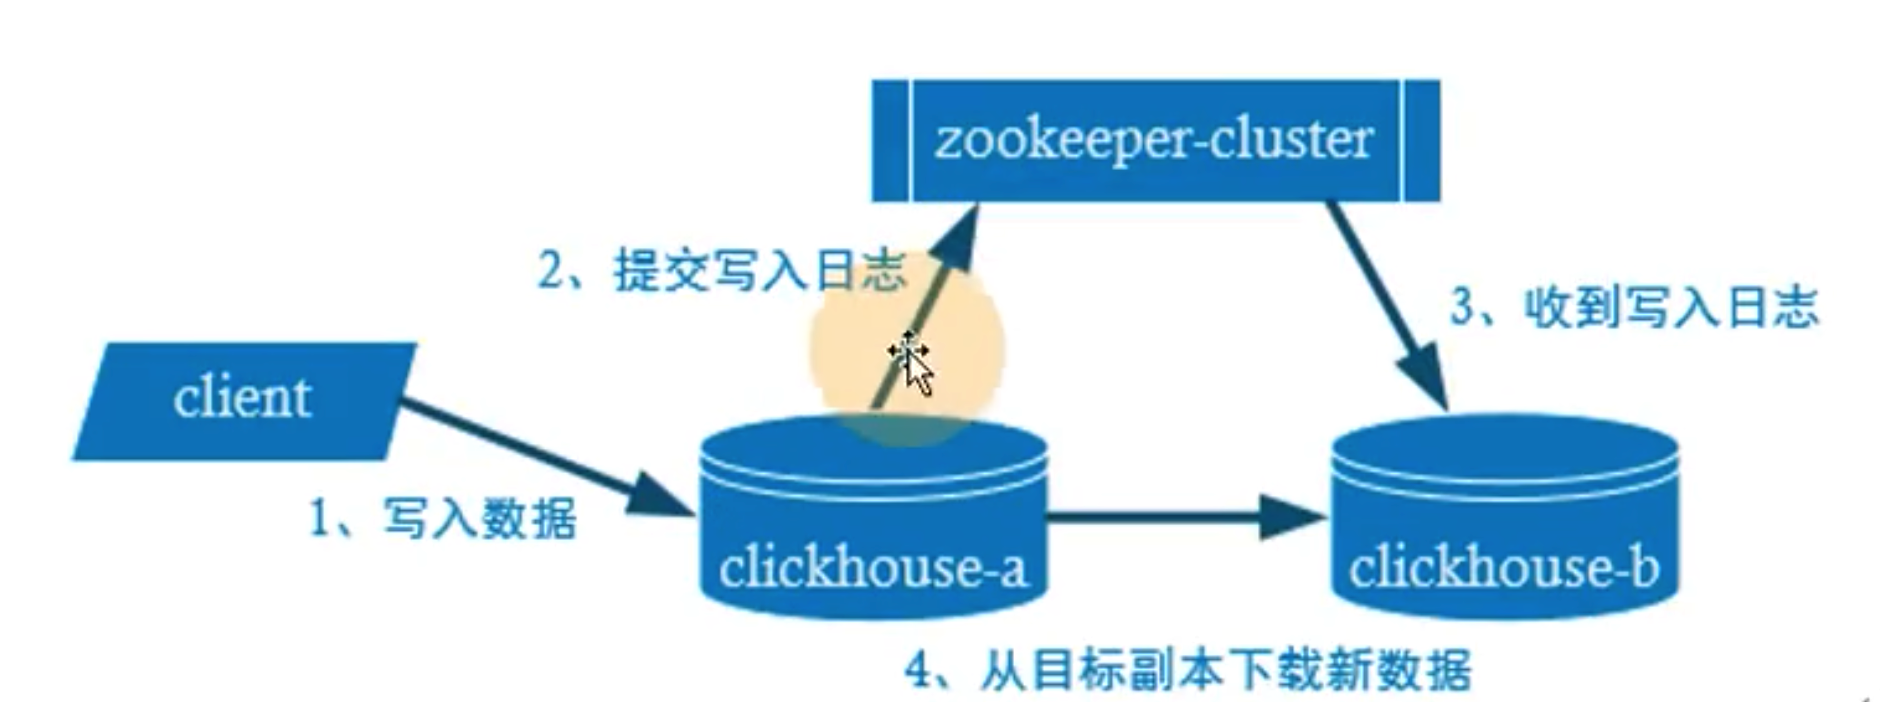 zookeeper-cluster
2、提交写入日志
3、收到写入日志
client
1、写入数据
clickhouse-a
clickhouse-b
4、从目标副本下载新数据